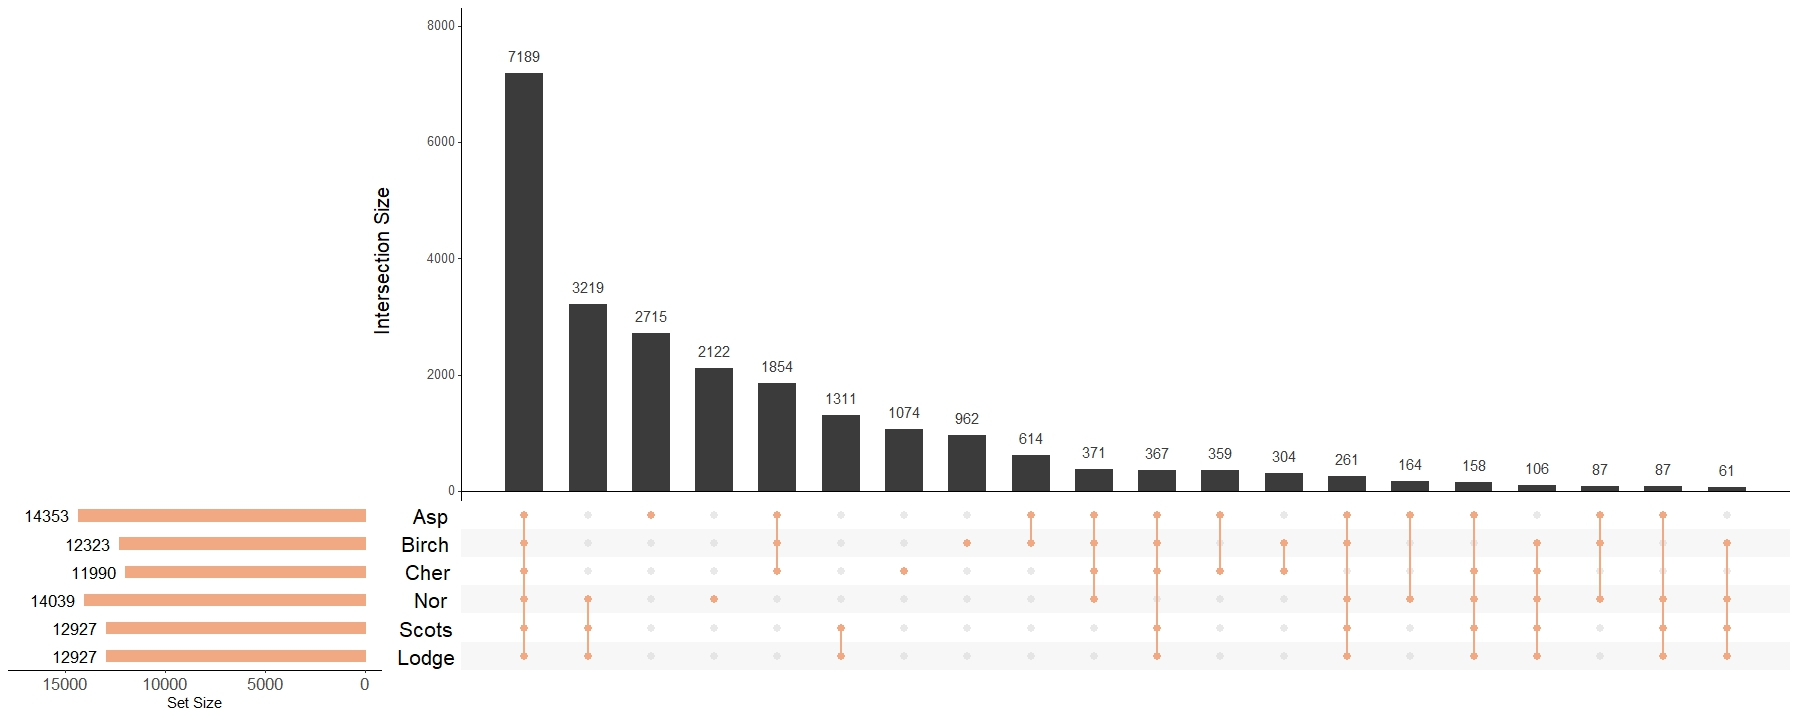 8000
7189
6000
Intersection Size
4000
3219
2715
2122
2000
1854
1311
1074
962
614
371
367
359
304
261
164
158
106
87
87
61
0
14353 Asp
12323 Birch
11990 Cher
14039 Nor
12927 Scots
12927 Lodge
15000 10000 5000 0
Set Size